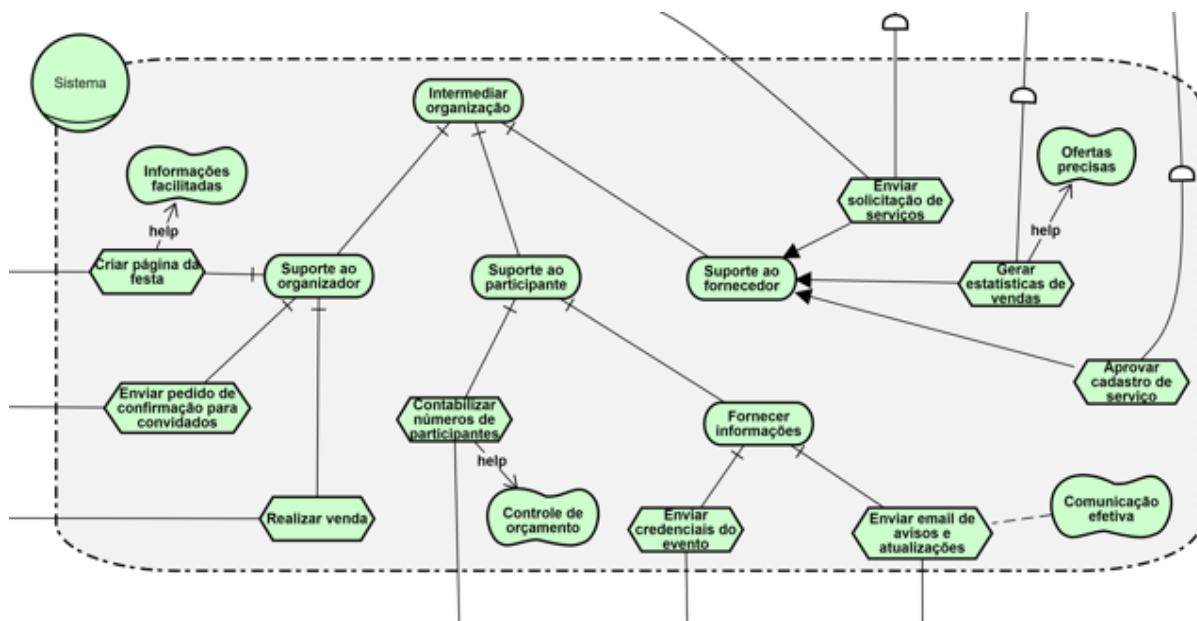 Sistema
Intermediar
organização
Informações
facilitadas
Ofertas
precisas
Enviar
solicitação de
serviços
help
help
Criar página da
festa
Suporte ao
organizador
Suporte ao
participante
Suporte ao
fornecedor
Gerar
estatísticas de
vendas
Aprovar
cadastro de
serviço
Enviar pedido de
confirmação para
convidados
Contabilizar
números de
participantes
Fornecer
informações
help
Realizar venda
Controle de
orçamento
Enviar
credenciais do
evento
Enviar email de
avisos e
atualizações
Comunicação
efetiva